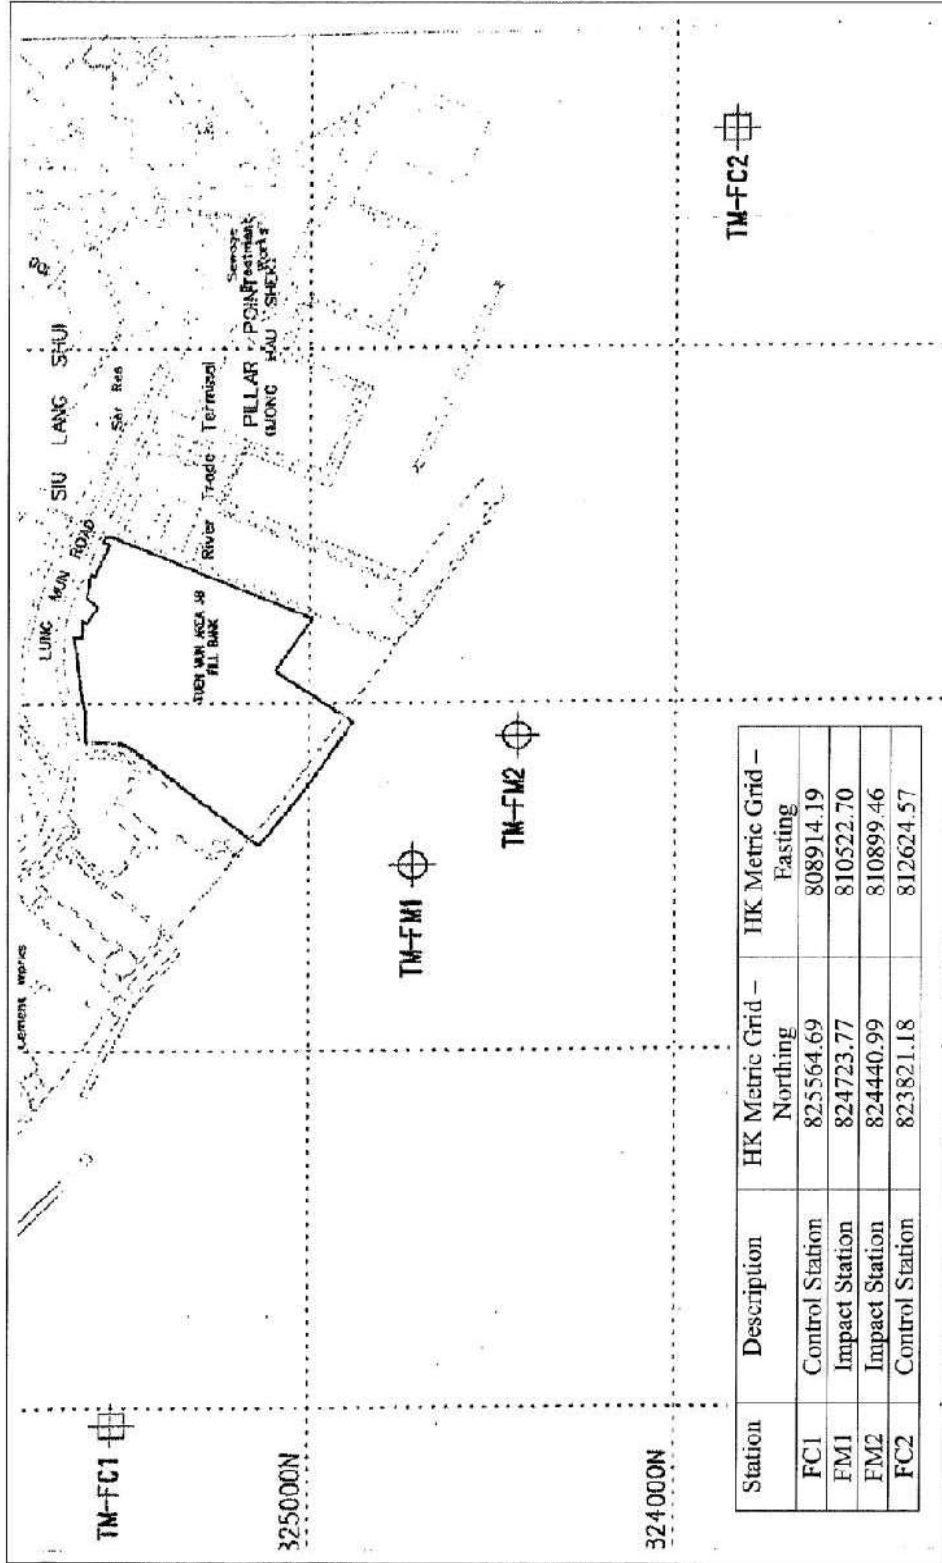 Cement Works
LUNG MUN ROAD
SIU LANG SHUI
Ser Res
TUEN MUN AREA 38
FILL BANK
River Trade Terminal
Sewage
Treatment
Works
PILLAR POINT
(MONG HAU SHEK)
TM-FC1
325000N
TM-FM1
TM-FM2
324000N
TM-FC2
Station Description HK Metric Grid – Northing HK Metric Grid – Easting
FC1 Control Station 825564.69 808914.19
FM1 Impact Station 824723.77 810522.70
FM2 Impact Station 824440.99 810899.46
FC2 Control Station 823821.18 812624.57